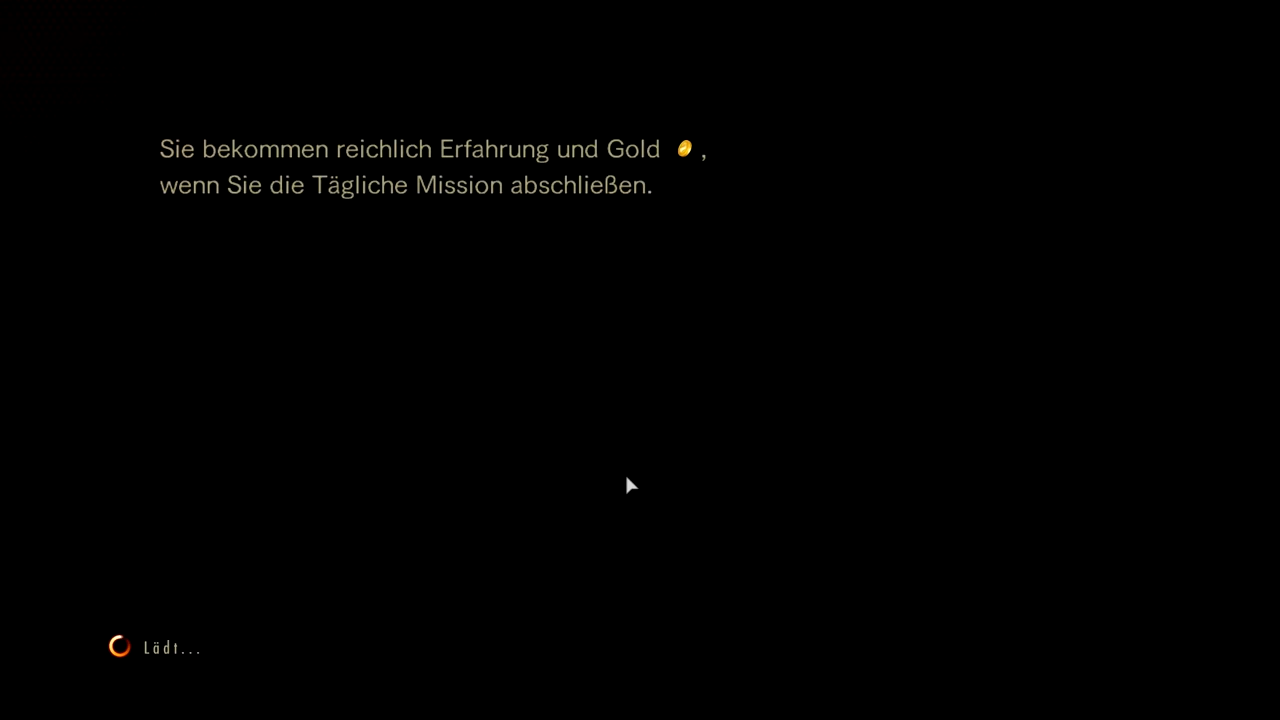 Sie bekommen reichlich Erfahrung und Gold ,
wenn Sie die Tägliche Mission abschließen.
Lädt...